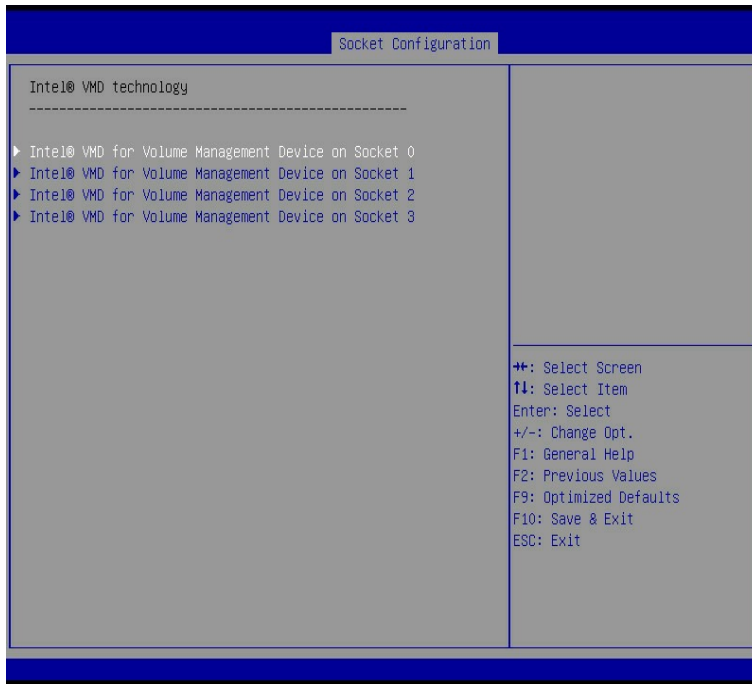 Socket Configuration
Intel® VMD technology
--------------------------------------------------
Intel® VMD for Volume Management Device on Socket 0
Intel® VMD for Volume Management Device on Socket 1
Intel® VMD for Volume Management Device on Socket 2
Intel® VMD for Volume Management Device on Socket 3
→←: Select Screen
↑↓: Select Item
Enter: Select
+/-: Change Opt.
F1: General Help
F2: Previous Values
F9: Optimized Defaults
F10: Save & Exit
ESC: Exit